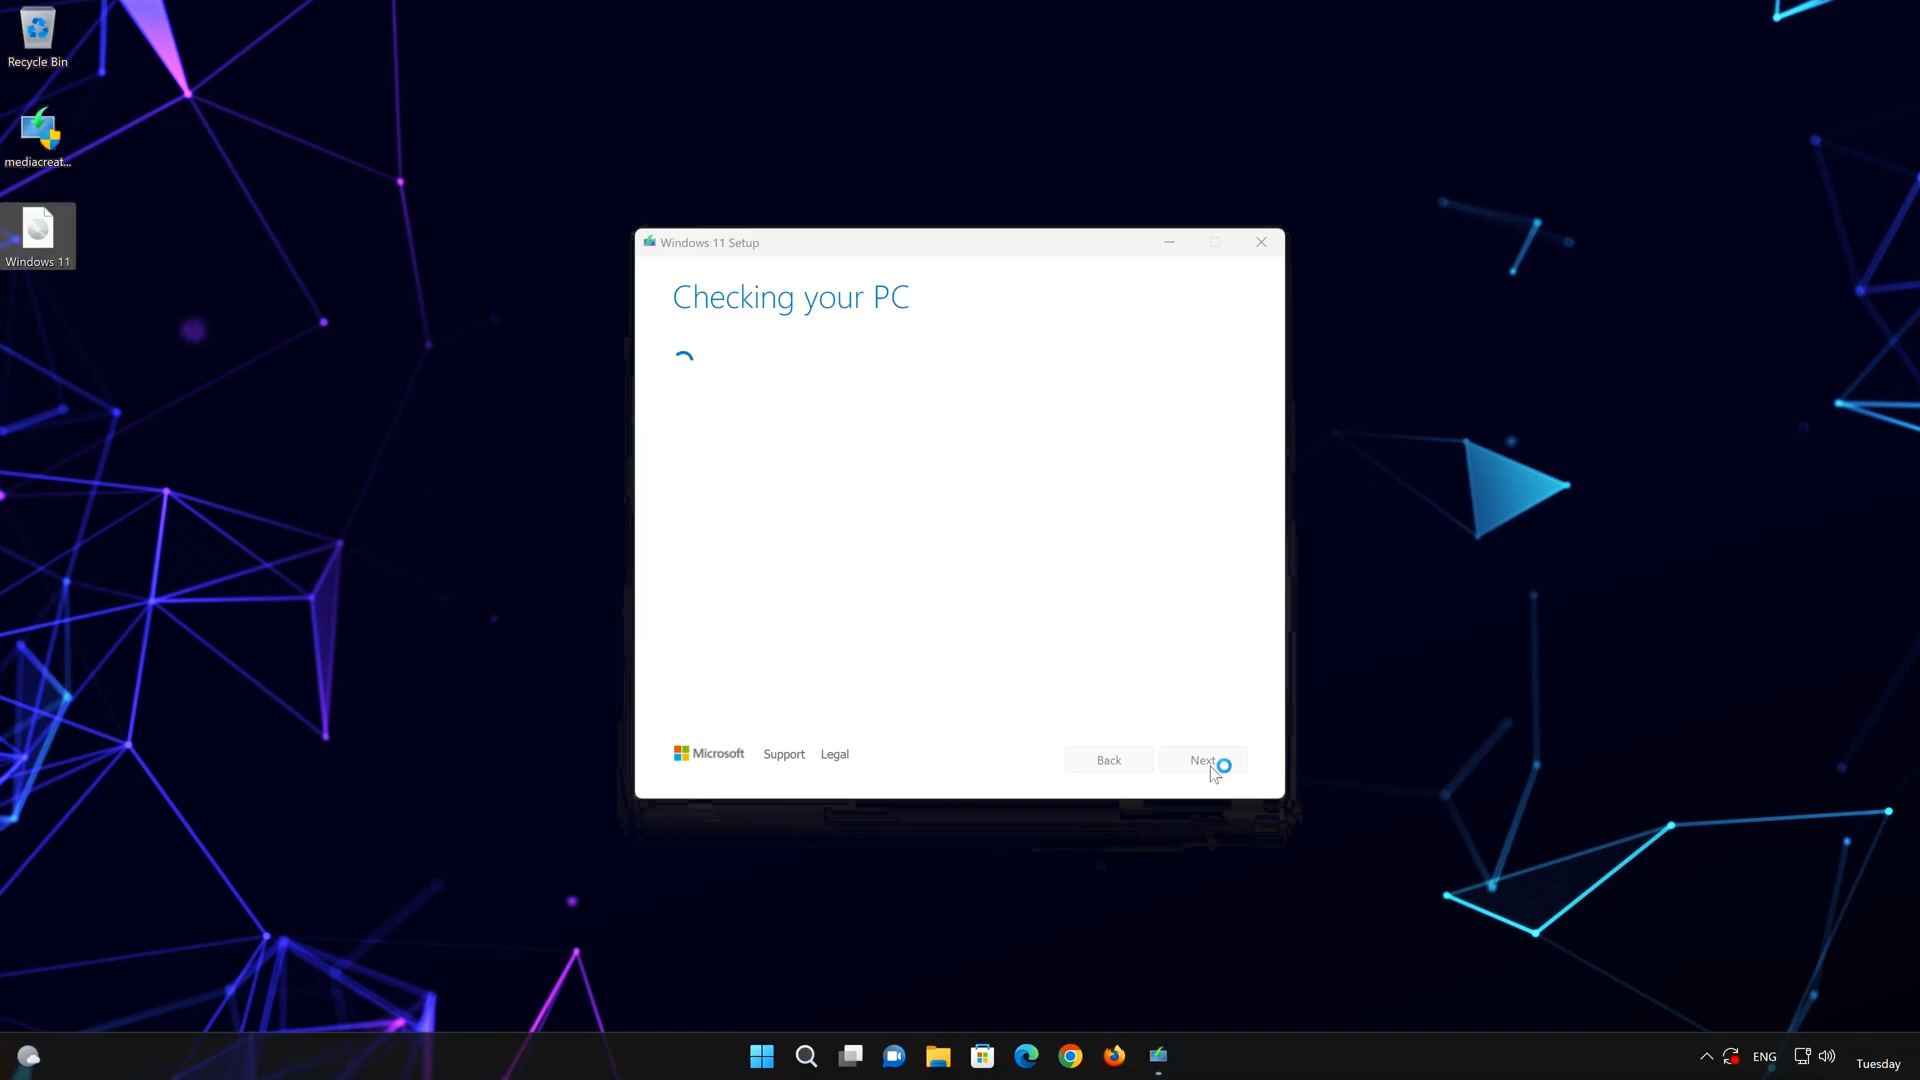 Recycle Bin
mediacreat...
Windows 11
Windows 11 Setup
Checking your PC
Microsoft Support Legal
Back Next
ENG
Tuesday